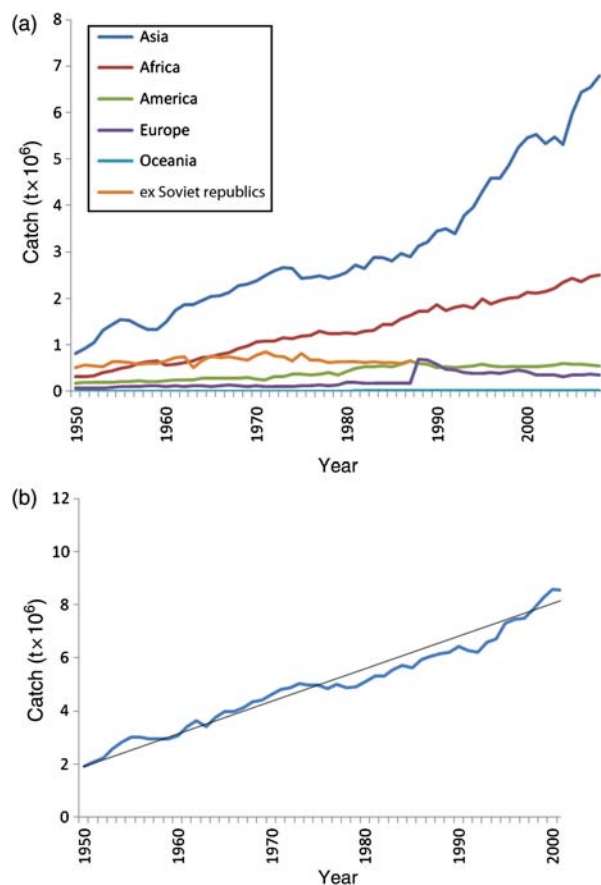 (a)
8
7
6
5
4
3
2
1
0
Catch (t×10⁶)
Asia
Africa
America
Europe
Oceania
ex Soviet republics
1950
1960
1970
1980
1990
2000
Year
(b)
12
10
8
6
4
2
0
Catch (t×10⁶)
1950
1960
1970
1980
1990
2000
Year